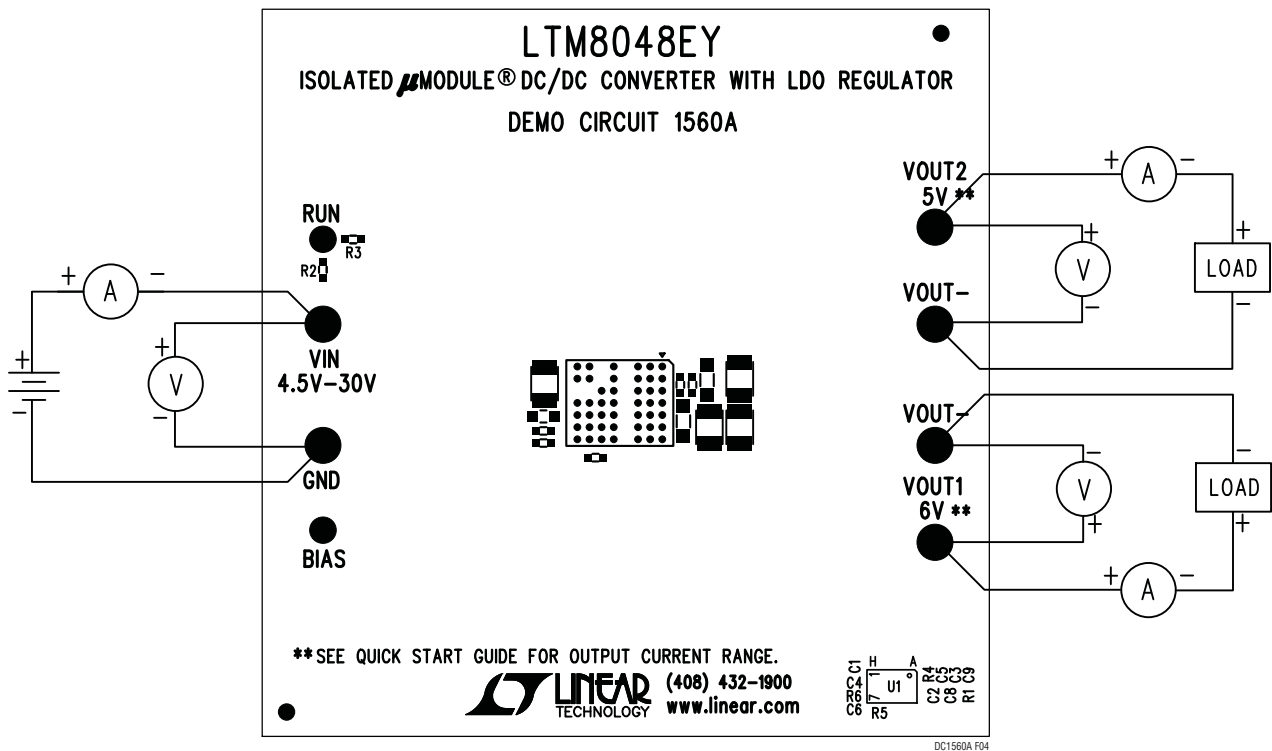 LTM8048EY
ISOLATED µMODULE® DC/DC CONVERTER WITH LDO REGULATOR
DEMO CIRCUIT 1560A
RUN
R3
R2
+ A -
+ V -
+
-
VIN
4.5V-30V
GND
BIAS
VOUT2
5V **
+ A -
+ V -
+ LOAD -
VOUT-
VOUT-
- V +
- LOAD +
VOUT1
6V **
+ A -
** SEE QUICK START GUIDE FOR OUTPUT CURRENT RANGE.
LINEAR
TECHNOLOGY
(408) 432-1900
www.linear.com
C1
C4
R6
C6
H A
1
7
U1
R5
R4
C2 C5
C8 C3
R1 C9
DC1560A F04